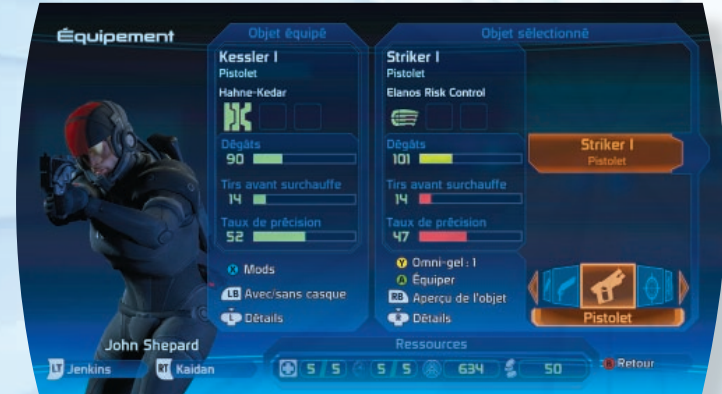 Équipement
Objet équipé
Kessler I
Pistolet
Hahne-Kedar
Dégâts
90
Tirs avant surchauffe
14
Taux de précision
52
X Mods
LB Avec/sans casque
L Détails
Objet sélectionné
Striker I
Pistolet
Elanos Risk Control
Dégâts
101
Tirs avant surchauffe
14
Taux de précision
47
Y Omni-gel : 1
A Équiper
RB Aperçu de l'objet
R Détails
Striker I
Pistolet
Pistolet
John Shepard
LT Jenkins
RT Kaidan
Ressources
5 / 5
5 / 5
634
50
B Retour